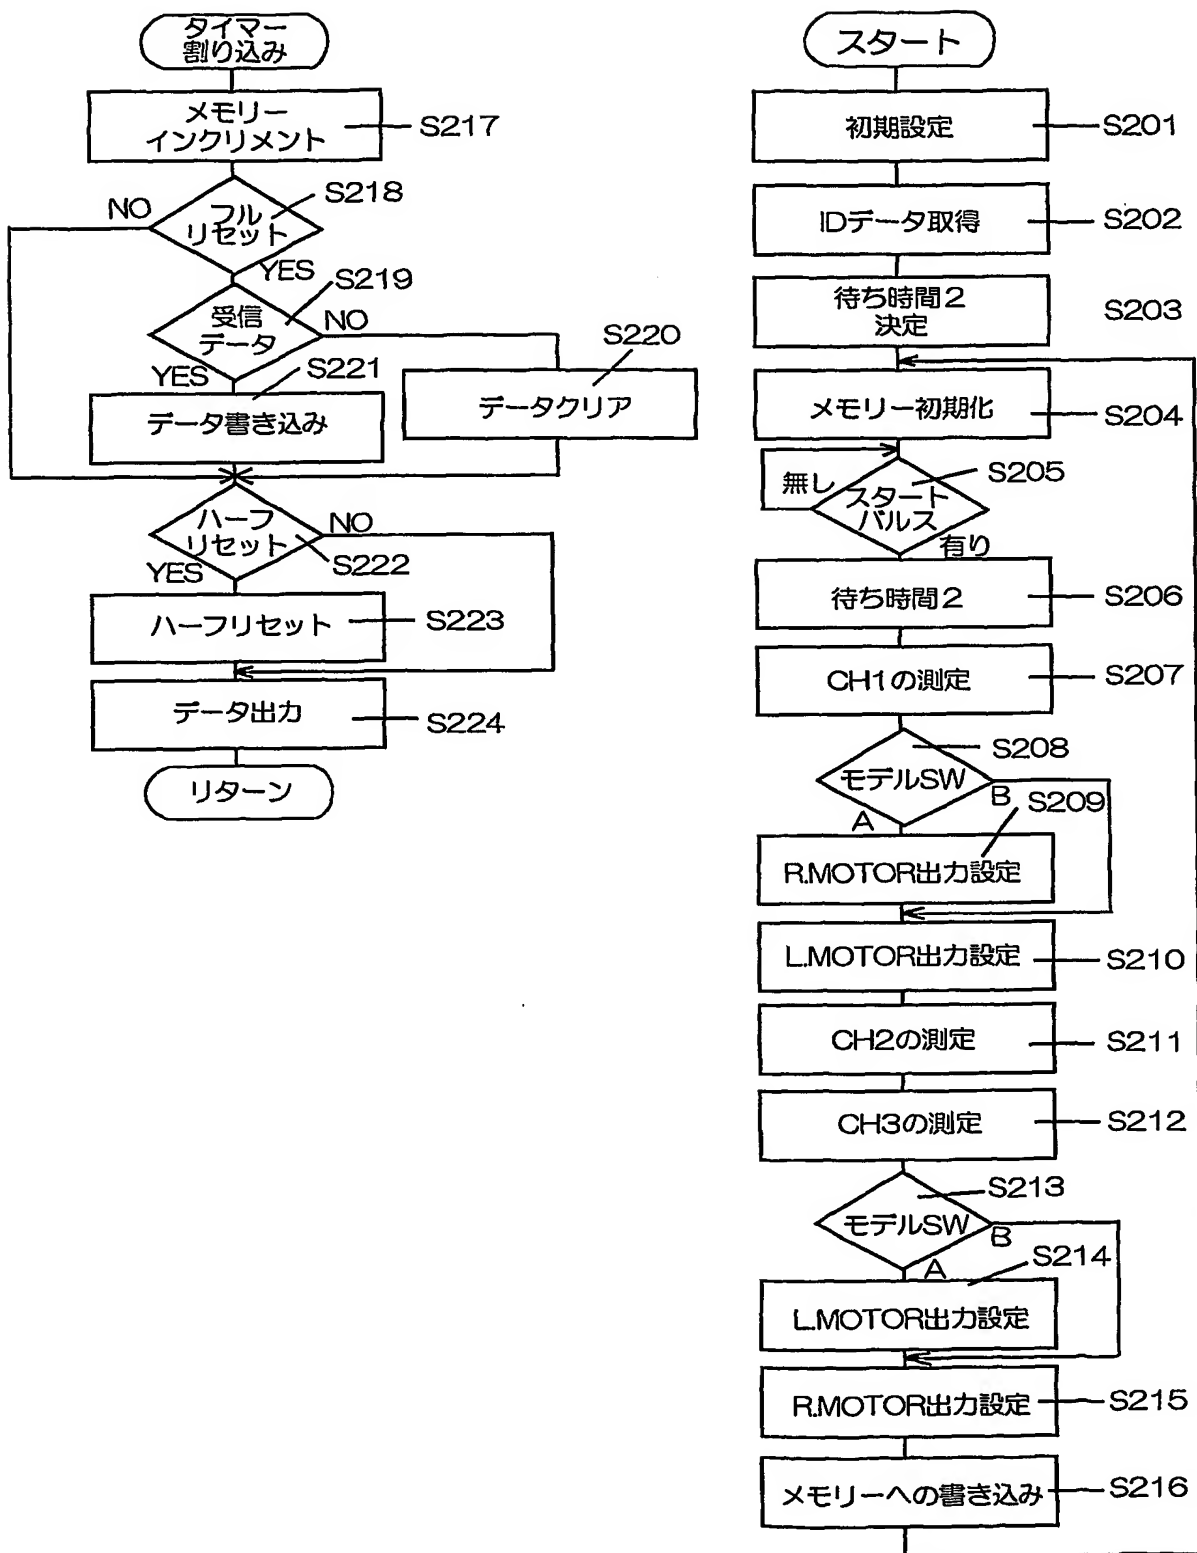 タイマー
割り込み
メモリー
インクリメント
S217
フル
リセット
S218
NO
YES
受信
データ
S219
NO
YES
S220
データクリア
S221
データ書き込み
ハーフ
リセット
NO
S222
YES
ハーフリセット
S223
データ出力
S224
リターン
スタート
初期設定
S201
IDデータ取得
S202
待ち時間2
決定
S203
メモリー初期化
S204
無し
スタート
パルス
S205
有り
待ち時間2
S206
CH1の測定
S207
モデルSW
S208
B
A
S209
R.MOTOR出力設定
L.MOTOR出力設定
S210
CH2の測定
S211
CH3の測定
S212
モデルSW
S213
B
A
S214
L.MOTOR出力設定
R.MOTOR出力設定
S215
メモリーへの書き込み
S216